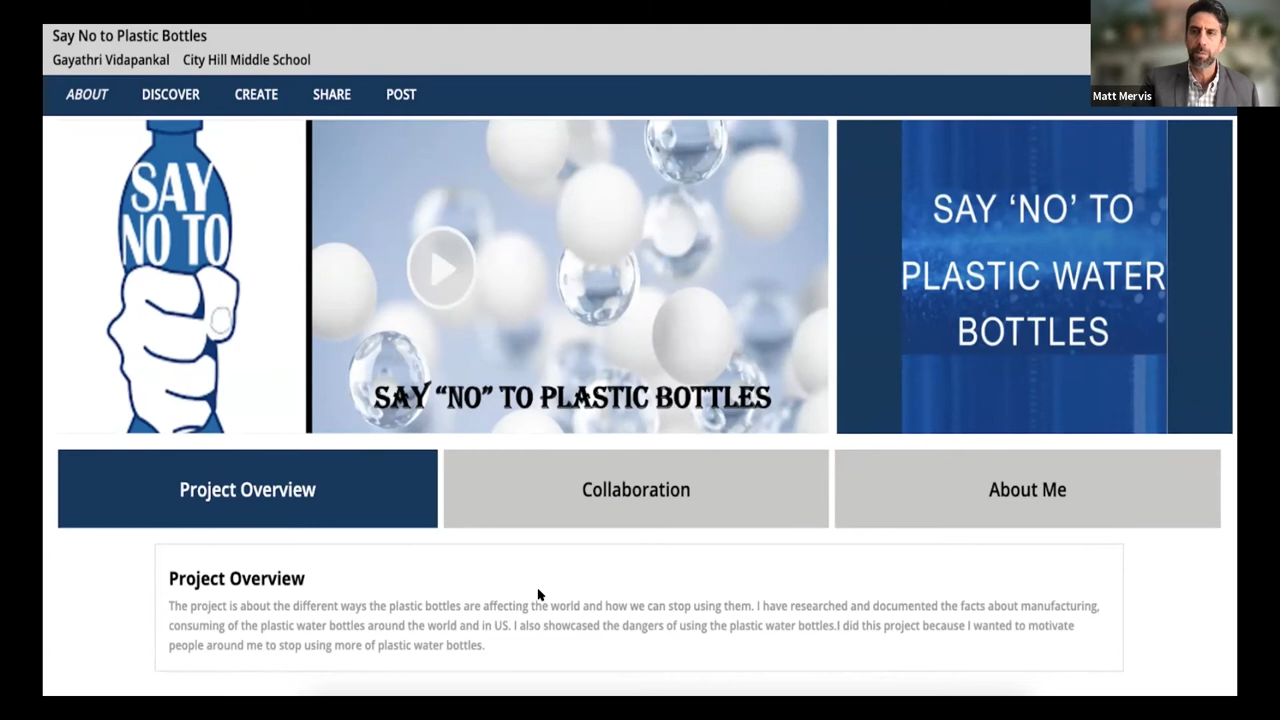 Say No to Plastic Bottles
Gayathri Vidapankal City Hill Middle School
Matt Mervis
ABOUT DISCOVER CREATE SHARE POST
SAY
NO TO
SAY “NO” TO PLASTIC BOTTLES
SAY ‘NO’ TO
PLASTIC WATER
BOTTLES
Project Overview
Collaboration
About Me
Project Overview
The project is about the different ways the plastic bottles are affecting the world and how we can stop using them. I have researched and documented the facts about manufacturing,
consuming of the plastic water bottles around the world and in US. I also showcased the dangers of using the plastic water bottles.I did this project because I wanted to motivate
people around me to stop using more of plastic water bottles.